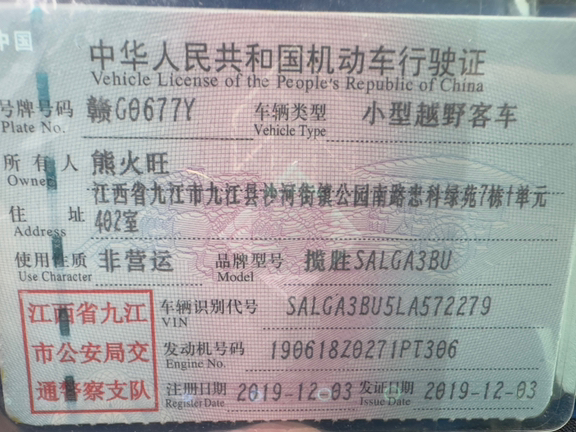 中国
中华人民共和国机动车行驶证
Vehicle License of the People's Republic of China
号牌号码 赣G0677Y 车辆类型 小型越野客车
Plate No. Vehicle Type
所有人 熊火旺
Owner
江西省九江市九江县沙河街镇公园南路忠科绿苑7栋1单元
住址 402室
Address
使用性质 非营运 品牌型号 揽胜SALGA3BU
Use Character Model
江西省九江 车辆识别代号 SALGA3BU5LA572279
VIN
市公安局交 发动机号码 190618Z0271PT306
Engine No.
通警察支队 注册日期 2019-12-03 发证日期 2019-12-03
Register Date Issue Date